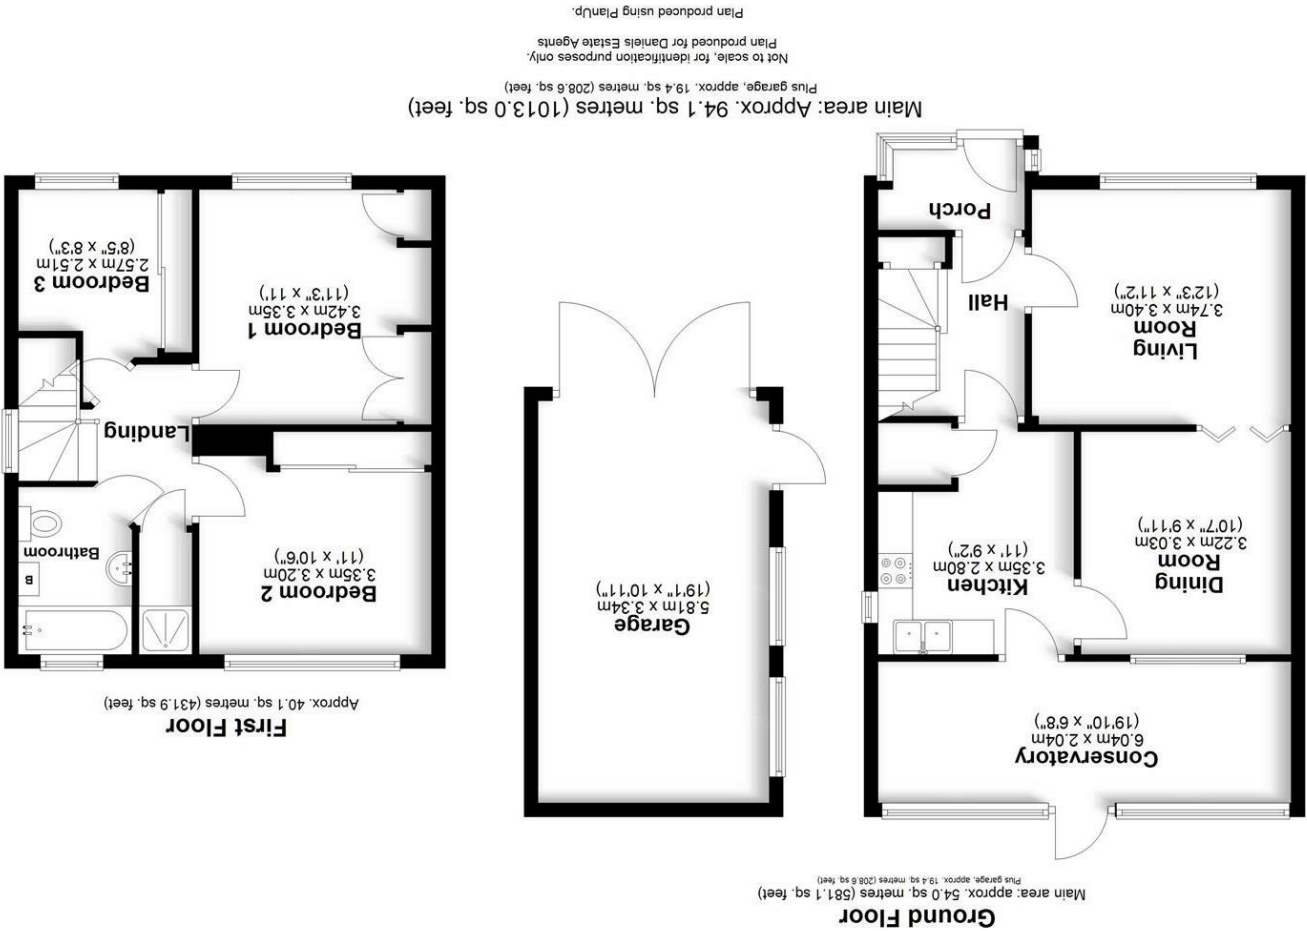 Ground Floor
Main area: approx. 54.0 sq. metres (581.1 sq. feet)
Plus garage, approx. 19.4 sq. metres (208.6 sq. feet)
Conservatory
6.04m x 2.04m
(19'10" x 6'8")
Dining
Room
3.22m x 3.03m
(10'7" x 9'11")
Kitchen
3.35m x 2.80m
(11' x 9'2")
Living
Room
3.74m x 3.40m
(12'3" x 11'2")
Hall
Porch
Garage
5.81m x 3.34m
(19'1" x 10'11")
First Floor
Approx. 40.1 sq. metres (431.9 sq. feet)
Bedroom 2
3.35m x 3.20m
(11' x 10'6")
B
Bathroom
Landing
Bedroom 1
3.42m x 3.35m
(11'3" x 11')
Bedroom 3
2.57m x 2.51m
(8'5" x 8'3")
Main area: Approx. 94.1 sq. metres (1013.0 sq. feet)
Plus garage, approx. 19.4 sq. metres (208.6 sq. feet)
Not to scale, for identification purposes only.
Plan produced for Daniels Estate Agents
Plan produced using PlanUp.